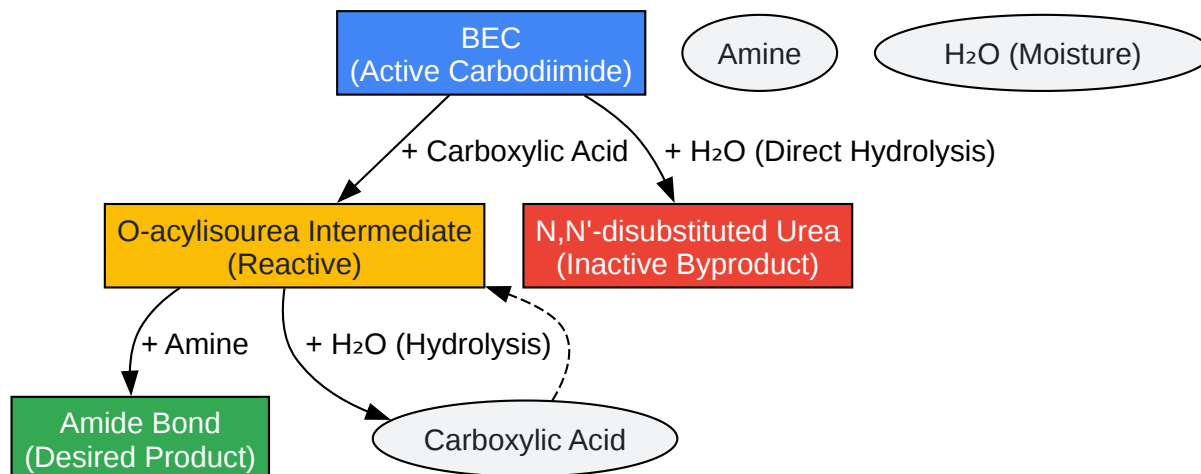 BEC
(Active Carbodiimide)
Amine
H₂O (Moisture)
+ Carboxylic Acid
+ H₂O (Direct Hydrolysis)
O-acylisourea Intermediate
(Reactive)
N,N'-disubstituted Urea
(Inactive Byproduct)
+ Amine
+ H₂O (Hydrolysis)
Amide Bond
(Desired Product)
Carboxylic Acid